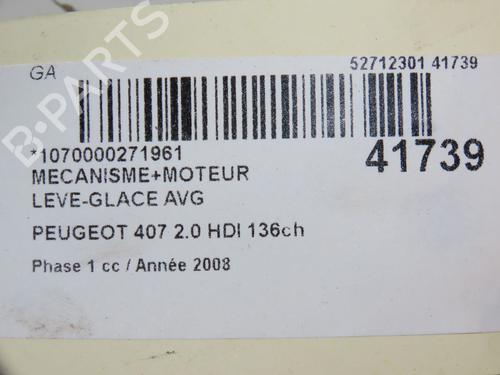 GA
52712301 41739
*1070000271961
41739
MECANISME+MOTEUR
LEVE-GLACE AVG
PEUGEOT 407 2.0 HDI 136ch
Phase 1 cc / Année 2008
B-PARTS